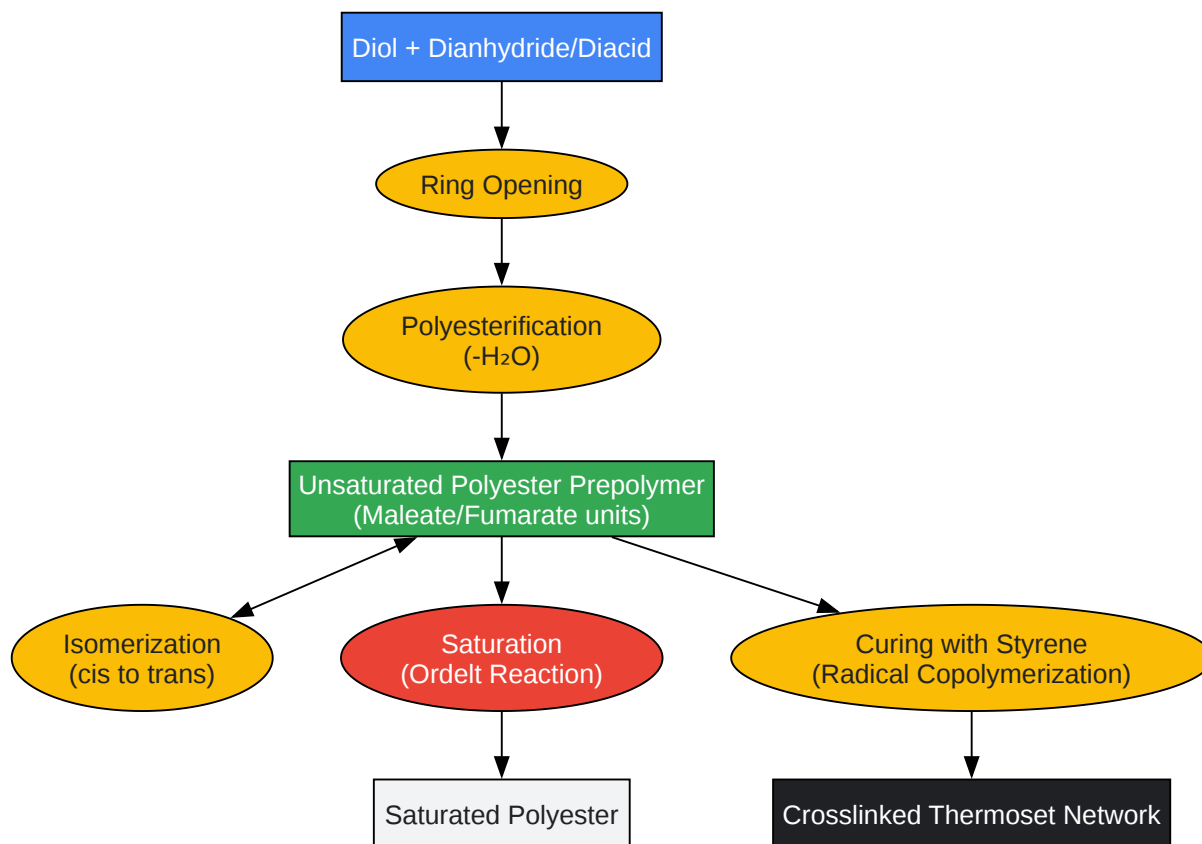 Diol + Dianhydride/Diacid
Ring Opening
Polyesterification
(-H₂O)
Unsaturated Polyester Prepolymer
(Maleate/Fumarate units)
Isomerization
(cis to trans)
Saturation
(Ordelt Reaction)
Curing with Styrene
(Radical Copolymerization)
Saturated Polyester
Crosslinked Thermoset Network